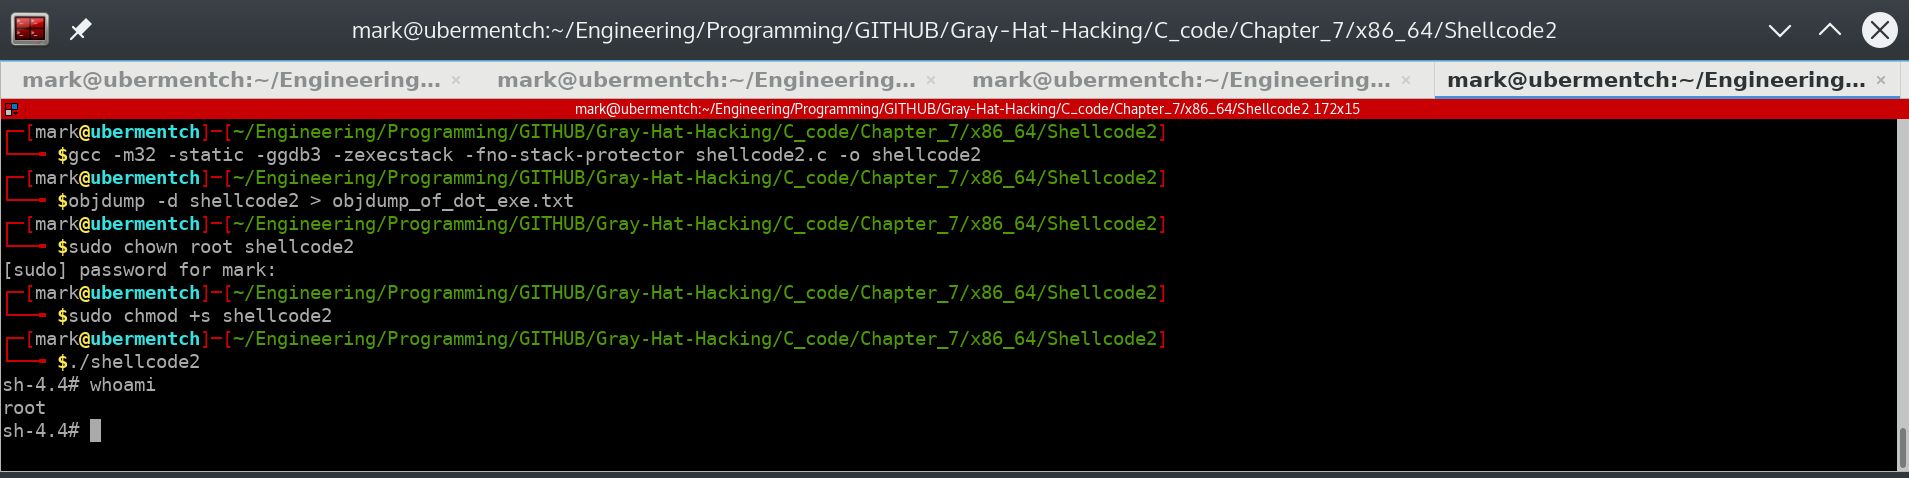 mark@ubermentch:~/Engineering/Programming/GITHUB/Gray-Hat-Hacking/C_code/Chapter_7/x86_64/Shellcode2
mark@ubermentch:~/Engineering... × mark@ubermentch:~/Engineering... × mark@ubermentch:~/Engineering... × mark@ubermentch:~/Engineering... ×
mark@ubermentch:~/Engineering/Programming/GITHUB/Gray-Hat-Hacking/C_code/Chapter_7/x86_64/Shellcode2 172x15
┌─[mark@ubermentch]─[~/Engineering/Programming/GITHUB/Gray-Hat-Hacking/C_code/Chapter_7/x86_64/Shellcode2]
└──╼ $gcc -m32 -static -ggdb3 -zexecstack -fno-stack-protector shellcode2.c -o shellcode2
┌─[mark@ubermentch]─[~/Engineering/Programming/GITHUB/Gray-Hat-Hacking/C_code/Chapter_7/x86_64/Shellcode2]
└──╼ $objdump -d shellcode2 > objdump_of_dot_exe.txt
┌─[mark@ubermentch]─[~/Engineering/Programming/GITHUB/Gray-Hat-Hacking/C_code/Chapter_7/x86_64/Shellcode2]
└──╼ $sudo chown root shellcode2
[sudo] password for mark:
┌─[mark@ubermentch]─[~/Engineering/Programming/GITHUB/Gray-Hat-Hacking/C_code/Chapter_7/x86_64/Shellcode2]
└──╼ $sudo chmod +s shellcode2
┌─[mark@ubermentch]─[~/Engineering/Programming/GITHUB/Gray-Hat-Hacking/C_code/Chapter_7/x86_64/Shellcode2]
└──╼ $./shellcode2
sh-4.4# whoami
root
sh-4.4#